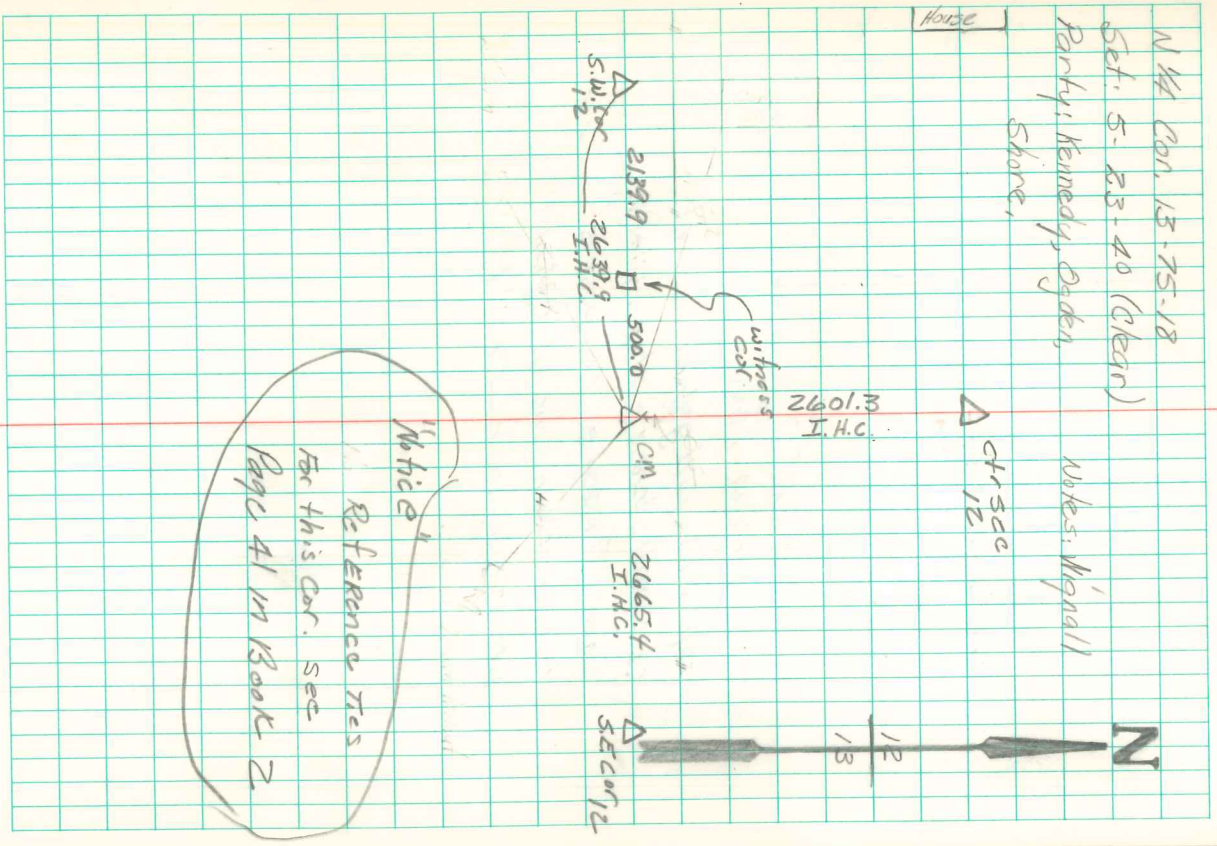 N 1/4 Cor. 13-75-18
Set: 5-23-40 (Clear)
Party: Kennedy, Ogden,
Shore,
Notes: Wignall
House
N
12
13
Ctr Sec
12
2601.3
I.H.C.
witness
cor.
S.W. Cor
12
2139.9
2639.9
I.H.C.
500.0
CM
2665.4
I.H.C.
S.E. Cor 12
"Notice"
Reference Ties
For this Cor. See
Page 41 in Book 2